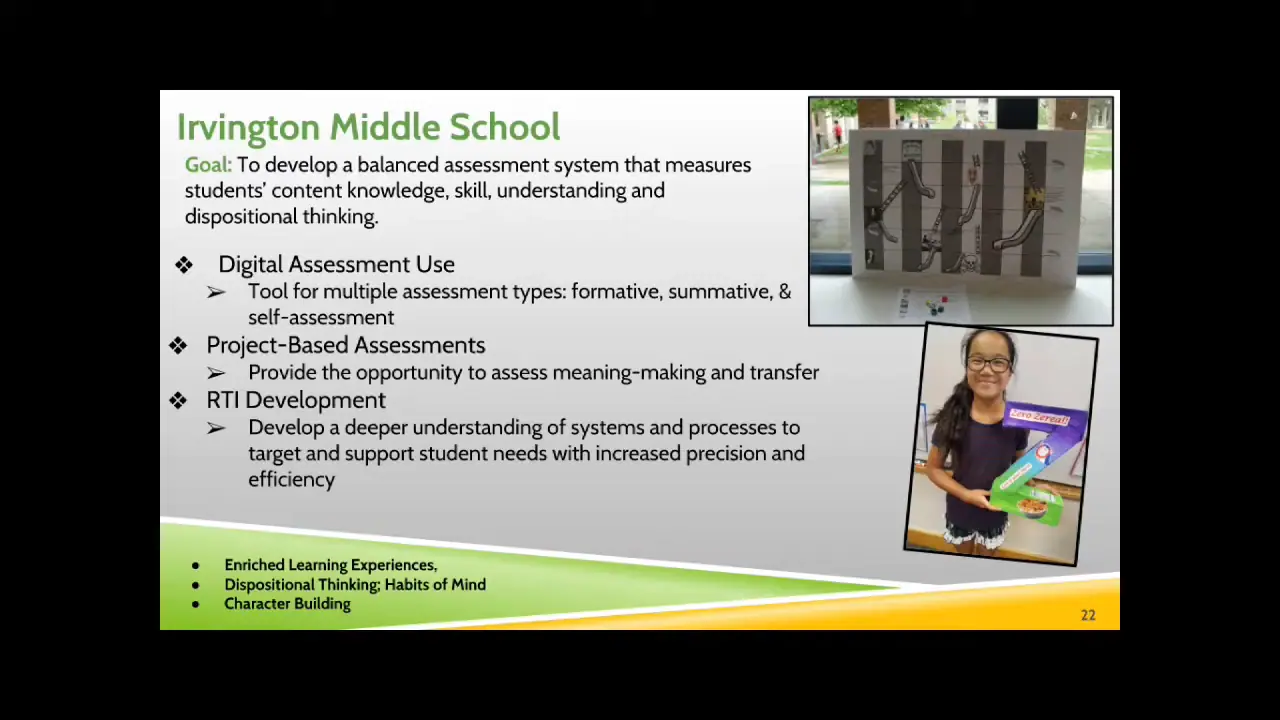 Irvington Middle School
Goal: To develop a balanced assessment system that measures
students' content knowledge, skill, understanding and
dispositional thinking.
❖ Digital Assessment Use
➢ Tool for multiple assessment types: formative, summative, &
self-assessment
❖ Project-Based Assessments
➢ Provide the opportunity to assess meaning-making and transfer
❖ RTI Development
➢ Develop a deeper understanding of systems and processes to
target and support student needs with increased precision and
efficiency
Zero Zereal!
● Enriched Learning Experiences,
● Dispositional Thinking; Habits of Mind
● Character Building
22